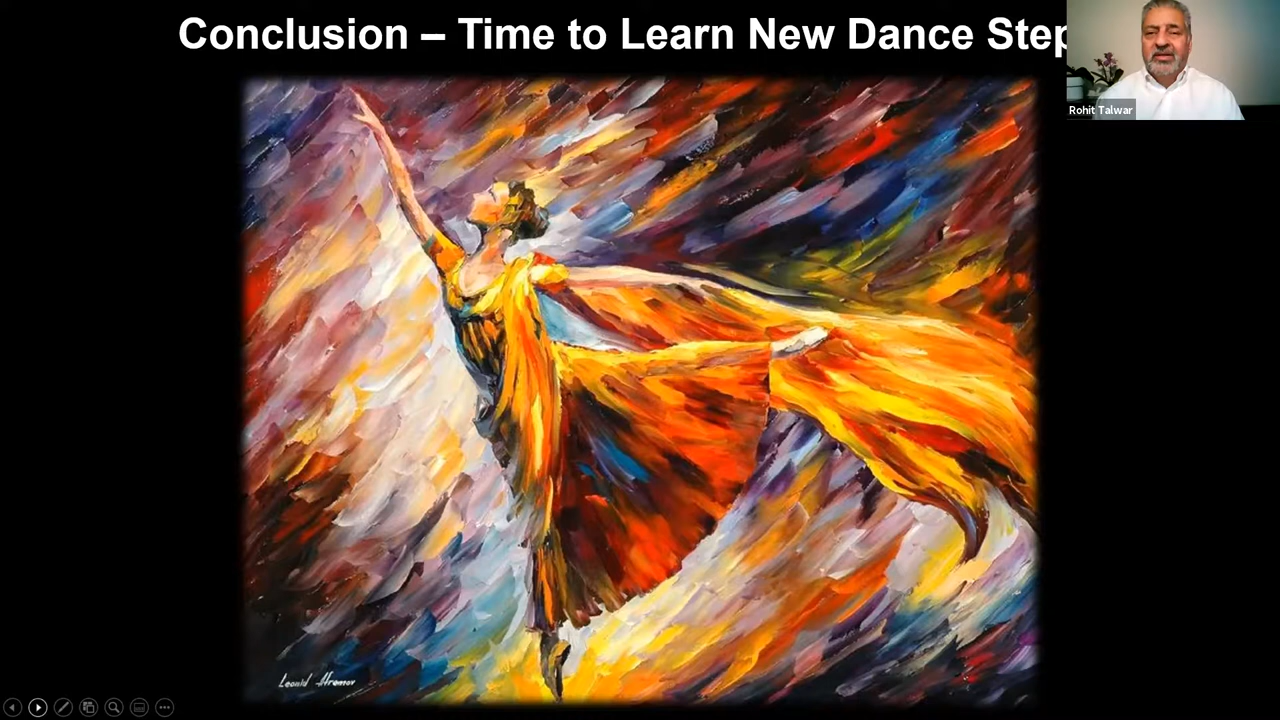 Conclusion – Time to Learn New Dance Step
Rohit Talwar
Leonid Afremov